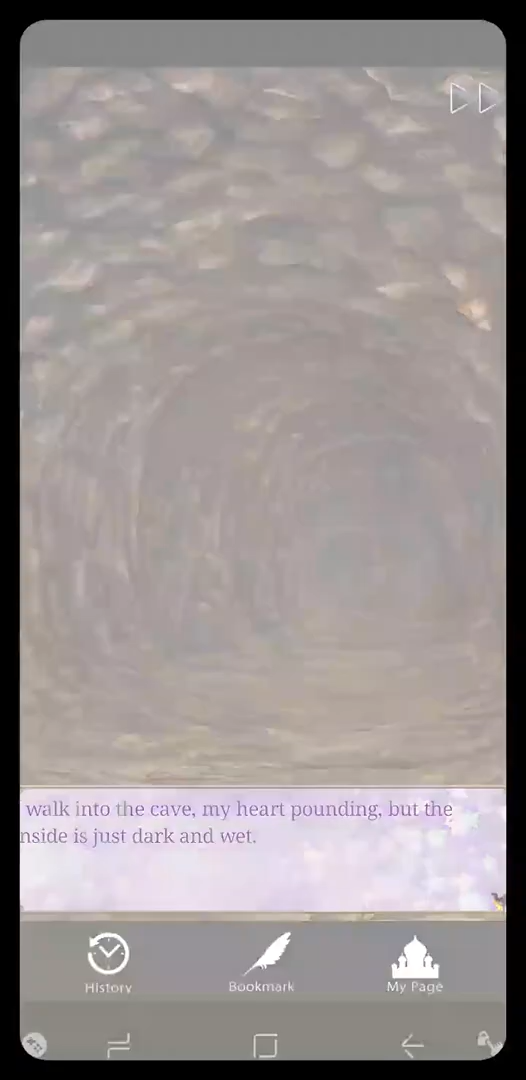 walk into the cave, my heart pounding, but the
nside is just dark and wet.
History
Bookmark
My Page